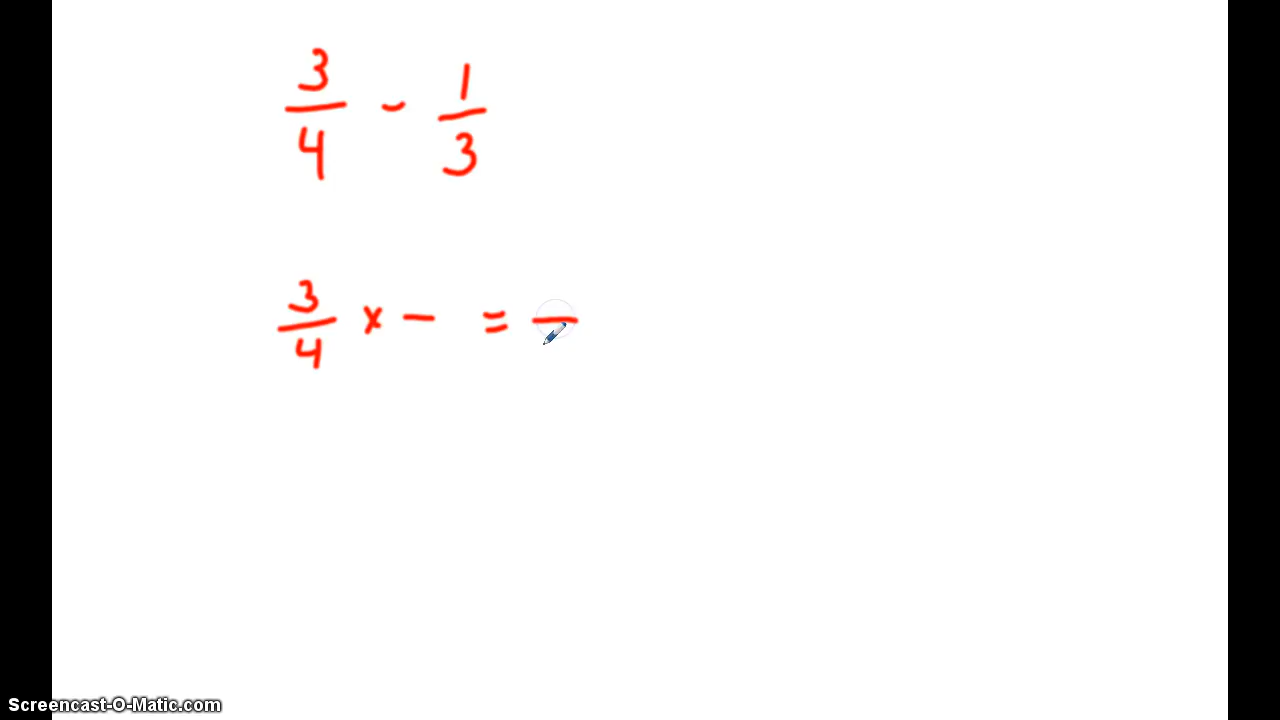 3/4 - 1/3
3/4 x — = —
Screencast-O-Matic.com